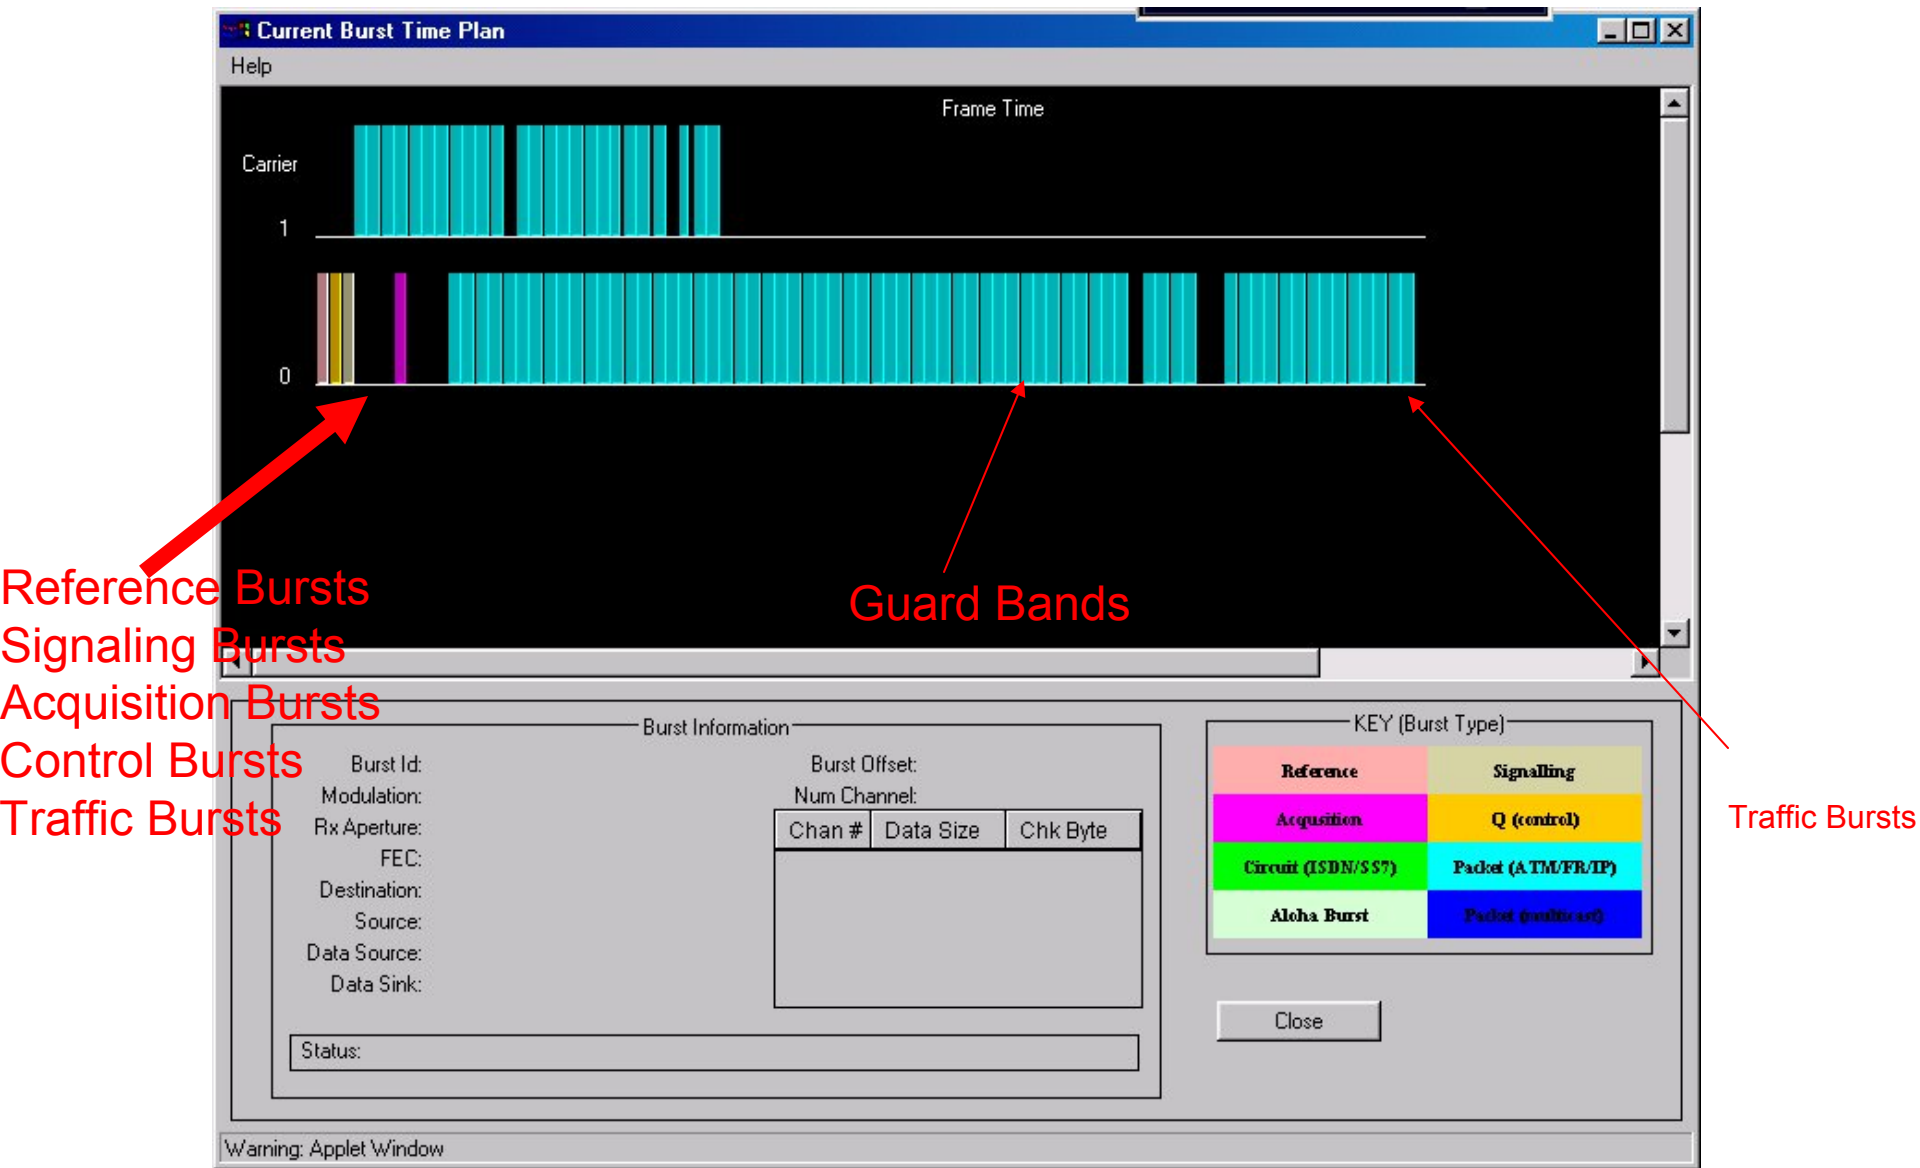 Current Burst Time Plan
Help
Frame Time
Carrier
1
0
Guard Bands
Reference Bursts
Signaling Bursts
Acquisition Bursts
Control Bursts
Traffic Bursts
Traffic Bursts
Burst Information
Burst Id:
Modulation:
Rx Aperture:
FEC:
Destination:
Source:
Data Source:
Data Sink:
Burst Offset:
Num Channel:
Chan # Data Size Chk Byte
Status:
KEY (Burst Type)
Reference Signalling
Acqusition Q (control)
Circuit (ISDN/SS7) Packet (ATM/FR/IP)
Aloha Burst Packet (multicast)
Close
Warning: Applet Window